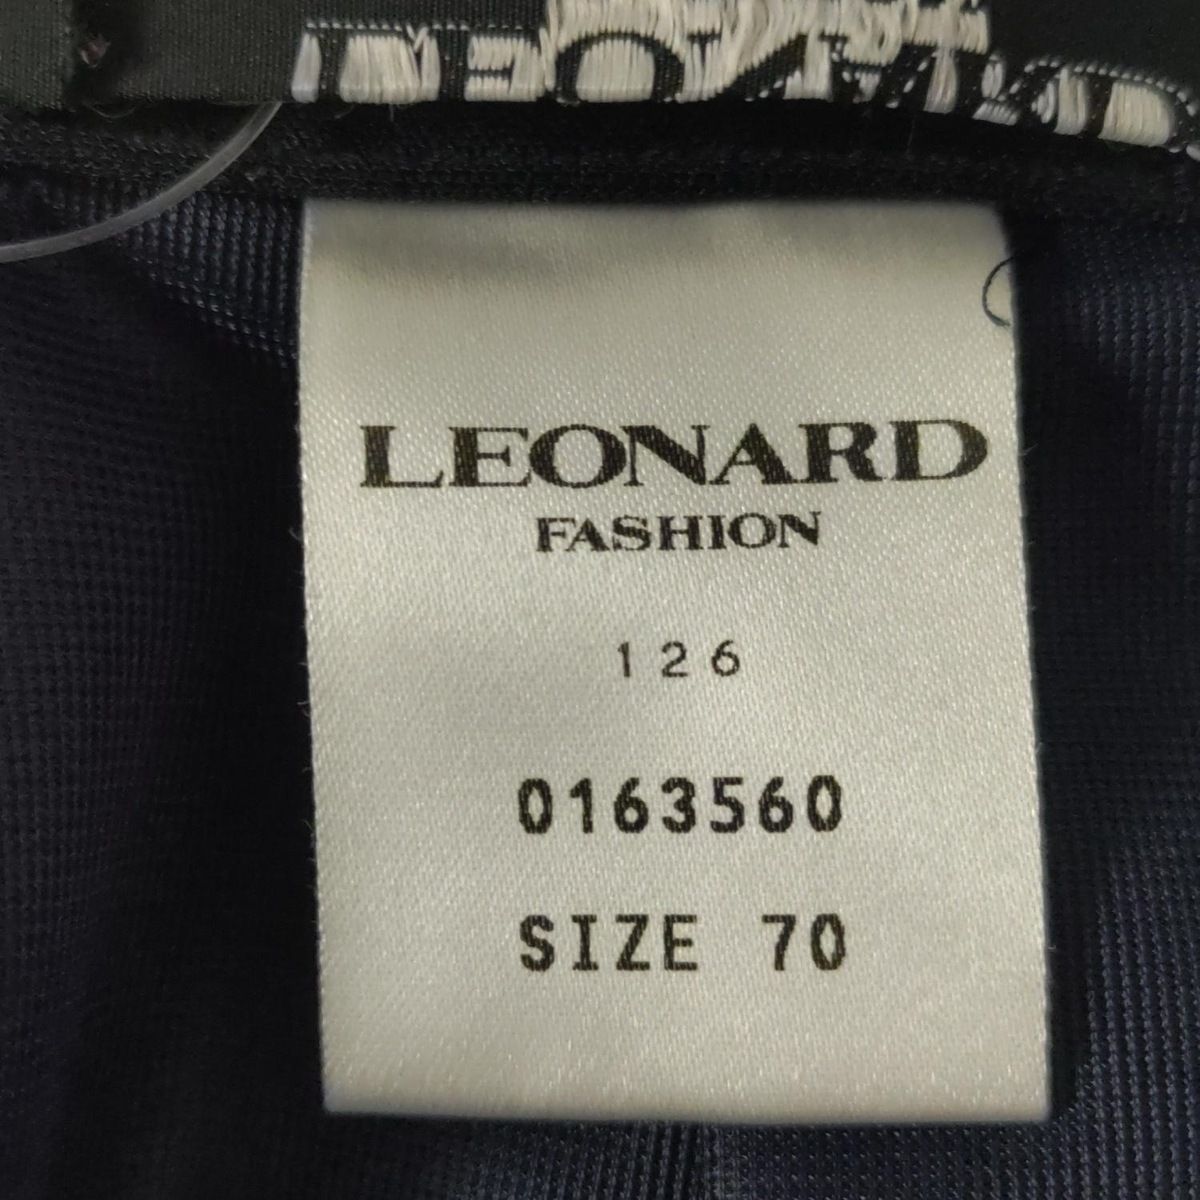 LEONARD
FASHION
126
0163560
SIZE 70